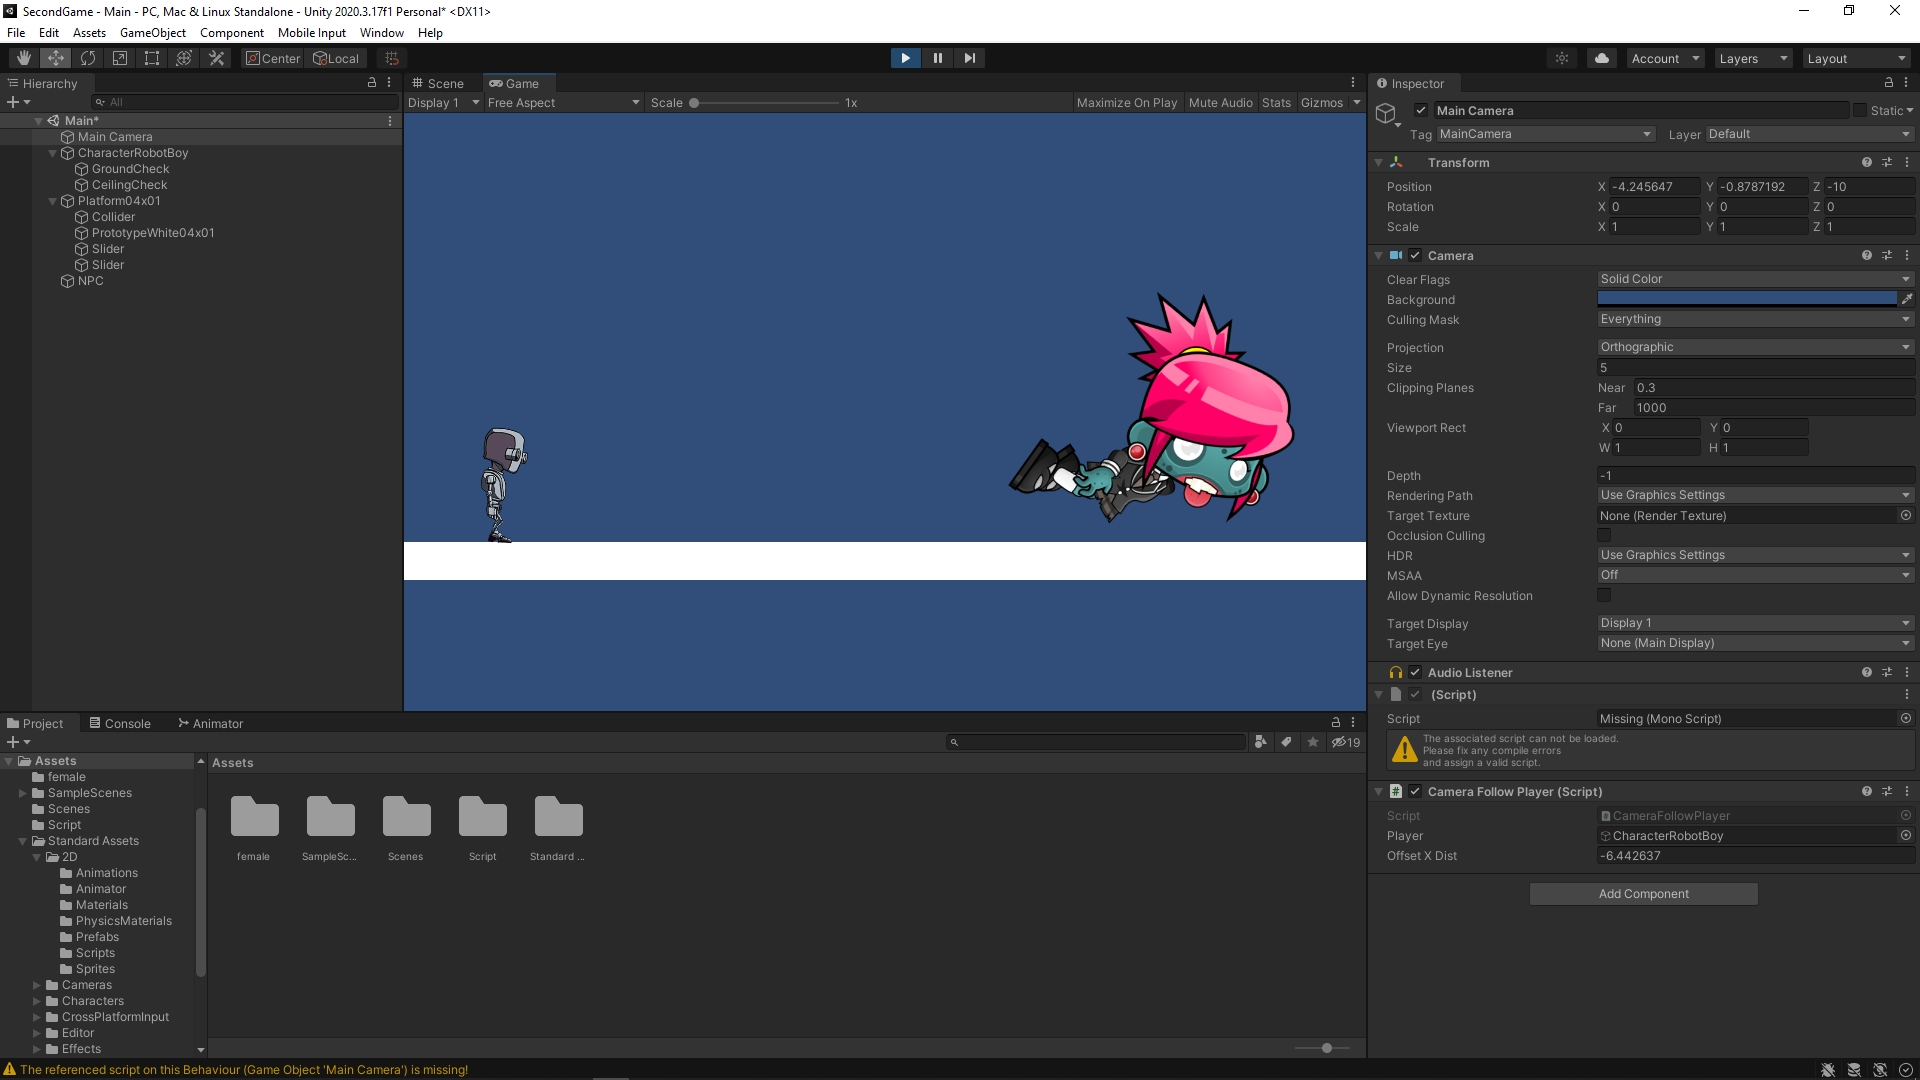 SecondGame - Main - PC, Mac & Linux Standalone - Unity 2020.3.17f1 Personal* <DX11>
File Edit Assets GameObject Component Mobile Input Window Help
Center Local Account Layers Layout
Hierarchy
All
Main*
Main Camera
CharacterRobotBoy
GroundCheck
CeilingCheck
Platform04x01
Collider
PrototypeWhite04x01
Slider
Slider
NPC
Scene Game
Display 1 Free Aspect Scale 1x Maximize On Play Mute Audio Stats Gizmos
Inspector
Main Camera Static
Tag MainCamera Layer Default
Transform
Position X -4.245647 Y -0.8787192 Z -10
Rotation X 0 Y 0 Z 0
Scale X 1 Y 1 Z 1
Camera
Clear Flags Solid Color
Background
Culling Mask Everything
Projection Orthographic
Size 5
Clipping Planes Near 0.3
Far 1000
Viewport Rect X 0 Y 0
W 1 H 1
Depth -1
Rendering Path Use Graphics Settings
Target Texture None (Render Texture)
Occlusion Culling
HDR Use Graphics Settings
MSAA Off
Allow Dynamic Resolution
Target Display Display 1
Target Eye None (Main Display)
Audio Listener
(Script)
Script Missing (Mono Script)
The associated script can not be loaded.
Please fix any compile errors
and assign a valid script.
Camera Follow Player (Script)
Script CameraFollowPlayer
Player CharacterRobotBoy
Offset X Dist -6.442637
Add Component
Project Console Animator
19
Assets
female
SampleScenes
Scenes
Script
Standard Assets
2D
Animations
Animator
Materials
PhysicsMaterials
Prefabs
Scripts
Sprites
Cameras
Characters
CrossPlatformInput
Editor
Effects
Assets
female SampleSc... Scenes Script Standard ...
The referenced script on this Behaviour (Game Object 'Main Camera') is missing!